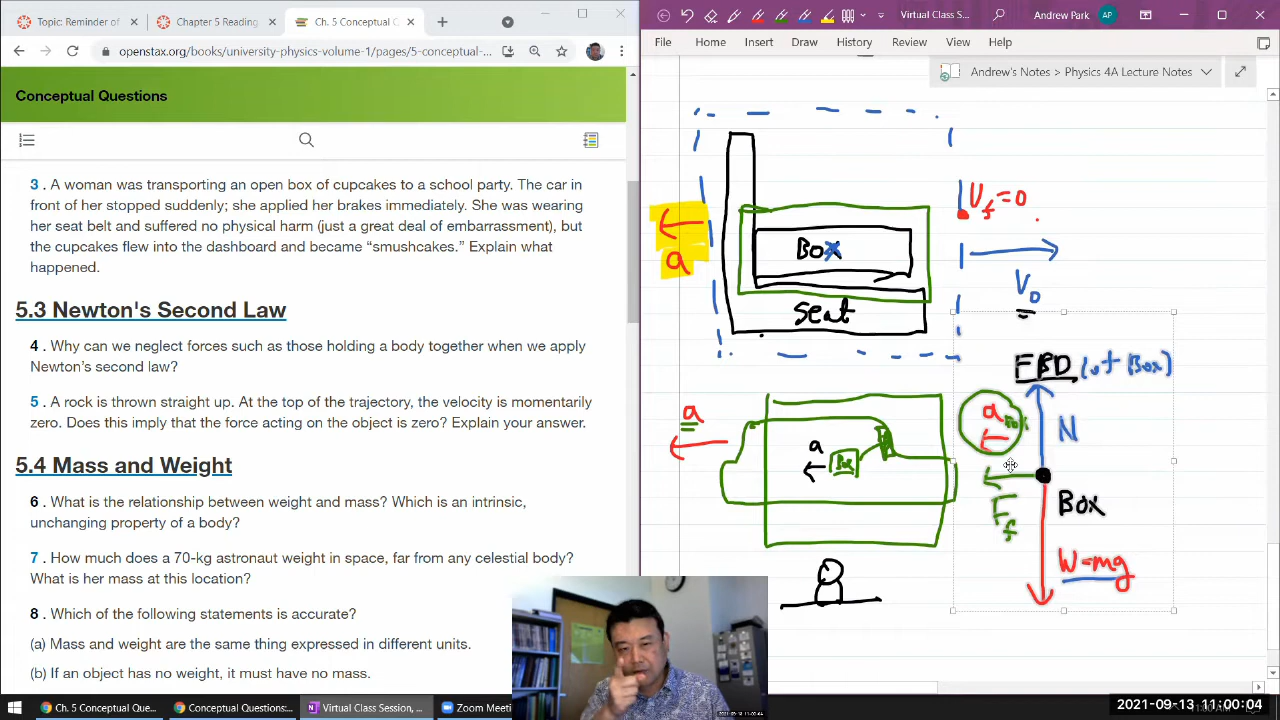 Topic: Reminder of
Chapter 5 Reading
Ch. 5 Conceptual Q
openstax.org/books/university-physics-volume-1/pages/5-conceptual-...
Conceptual Questions
3 . A woman was transporting an open box of cupcakes to a school party. The car in
front of her stopped suddenly; she applied her brakes immediately. She was wearing
her seat belt and suffered no physical harm (just a great deal of embarrassment), but
the cupcakes flew into the dashboard and became “smushcakes.” Explain what
happened.
5.3 Newton's Second Law
4 . Why can we neglect forces such as those holding a body together when we apply
Newton’s second law?
5 . A rock is thrown straight up. At the top of the trajectory, the velocity is momentarily
zero. Does this imply that the force acting on the object is zero? Explain your answer.
5.4 Mass and Weight
6 . What is the relationship between weight and mass? Which is an intrinsic,
unchanging property of a body?
7 . How much does a 70-kg astronaut weight in space, far from any celestial body?
What is her mass at this location?
8 . Which of the following statements is accurate?
(a) Mass and weight are the same thing expressed in different units.
(b) If an object has no weight, it must have no mass.
Virtual Class Session...
Andrew Park
AP
File
Home
Insert
Draw
History
Review
View
Help
Andrew's Notes > Physics 4A Lecture Notes
Vf=0
a
Box
V0
Seat
FBD (of Box)
a
a
N
a
Box
Ff
Box
W=mg
Ch. 5 Conceptual Que...
Conceptual Questions...
Virtual Class Session, ...
Zoom Meeti
2021-09-13 11:00:04